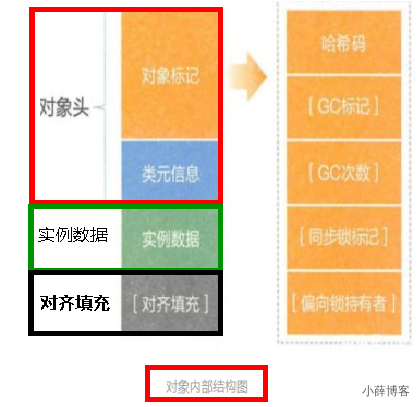 对象头
对象标记
类元信息
实例数据
实例数据
对齐填充
[ 对齐填充 ]
哈希码
[ GC标记 ]
[ GC次数 ]
[ 同步锁标记 ]
[ 偏向锁持有者 ]
对象内部结构图
小薛博客